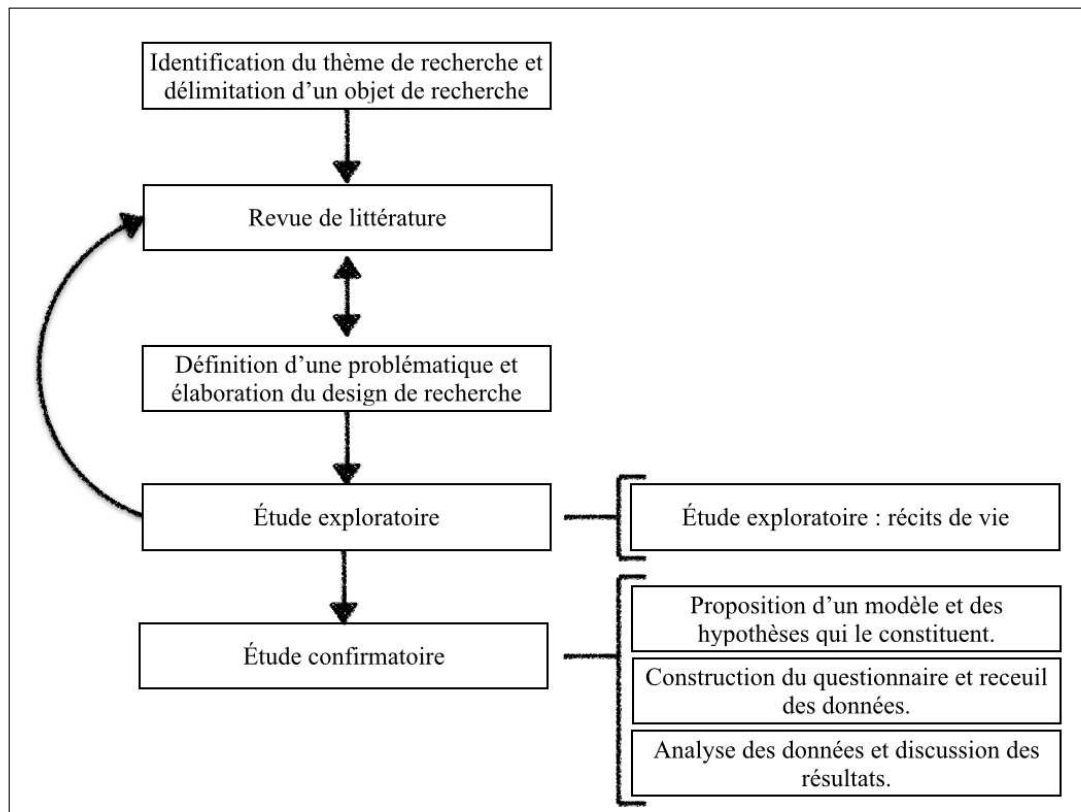 Identification du thème de recherche et
délimitation d’un objet de recherche
Revue de littérature
Définition d’une problématique et
élaboration du design de recherche
Étude exploratoire
Étude exploratoire : récits de vie
Étude confirmatoire
Proposition d’un modèle et des
hypothèses qui le constituent.
Construction du questionnaire et receuil
des données.
Analyse des données et discussion des
résultats.